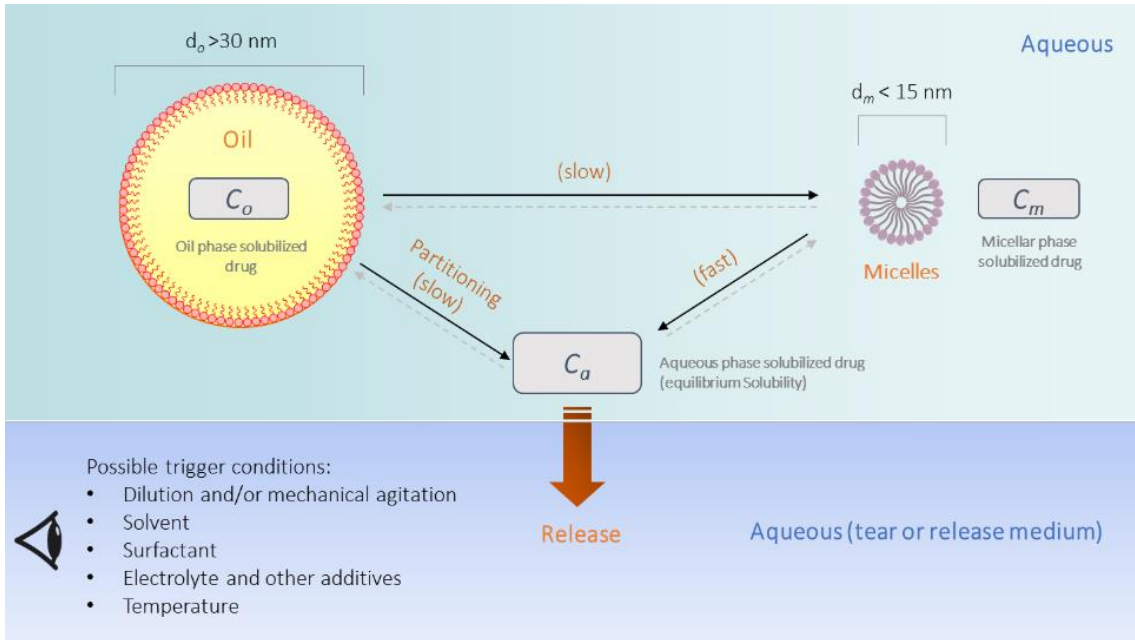 d_o >30 nm
Aqueous
d_m < 15 nm
Oil
(slow)
C_o
C_m
Oil phase solubilized
drug
Micellar phase
solubilized drug
Partitioning
(slow)
(fast)
Micelles
C_a
Aqueous phase solubilized drug
(equilibrium Solubility)
Possible trigger conditions:
• Dilution and/or mechanical agitation
• Solvent
• Surfactant
• Electrolyte and other additives
• Temperature
Release
Aqueous (tear or release medium)